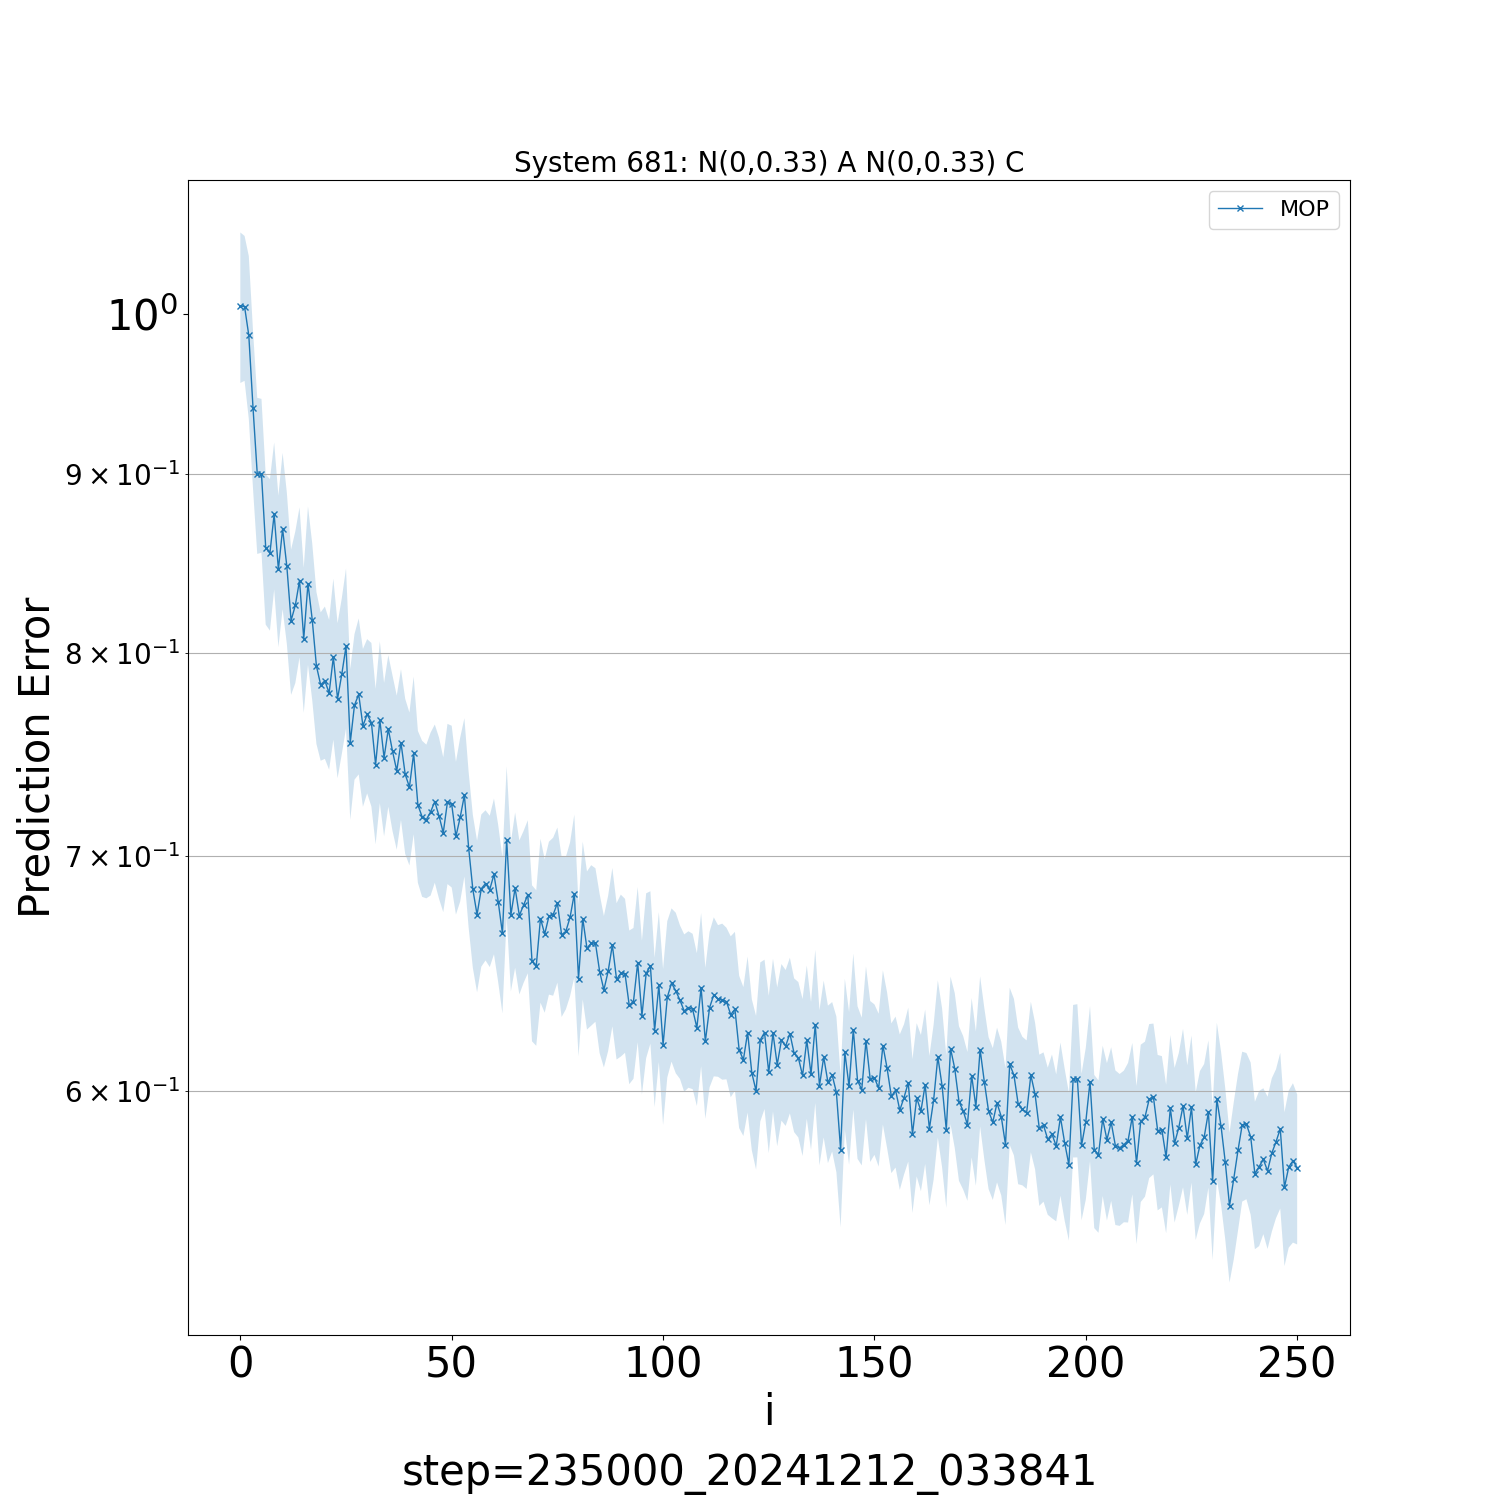 System 681: N(0,0.33) A N(0,0.33) C
MOP
10⁰
9 × 10⁻¹
8 × 10⁻¹
7 × 10⁻¹
6 × 10⁻¹
Prediction Error
0 50 100 150 200 250
i
step=235000_20241212_033841